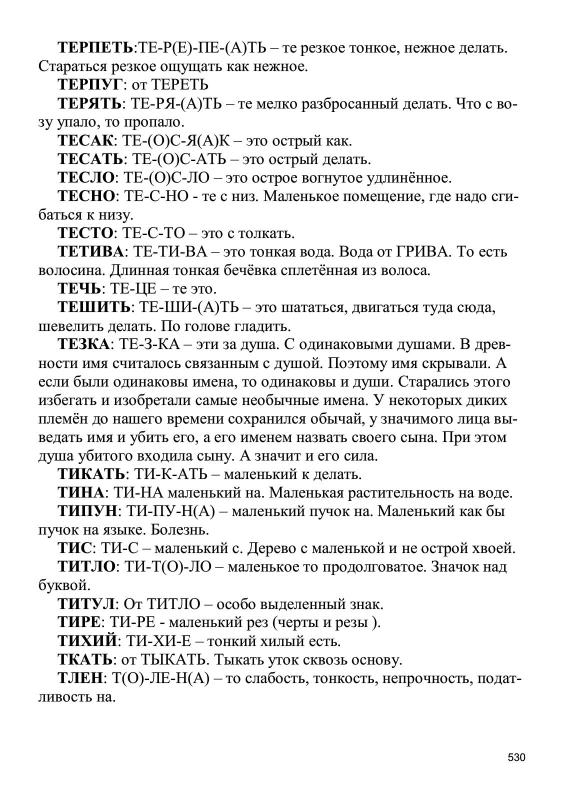 ТЕРПЕТЬ:ТЕ-Р(Е)-ПЕ-(А)ТЬ – те резкое тонкое, нежное делать.
Стараться резкое ощущать как нежное.
ТЕРПУГ: от ТЕРЕТЬ
ТЕРЯТЬ: ТЕ-РЯ-(А)ТЬ – те мелко разбросанный делать. Что с во-
зу упало, то пропало.
ТЕСАК: ТЕ-(О)С-Я(А)К – это острый как.
ТЕСАТЬ: ТЕ-(О)С-АТЬ – это острый делать.
ТЕСЛО: ТЕ-(О)С-ЛО – это острое вогнутое удлинённое.
ТЕСНО: ТЕ-С-НО - те с низ. Маленькое помещение, где надо сги-
баться к низу.
ТЕСТО: ТЕ-С-ТО – это с толкать.
ТЕТИВА: ТЕ-ТИ-ВА – это тонкая вода. Вода от ГРИВА. То есть
волосина. Длинная тонкая бечёвка сплетённая из волоса.
ТЕЧЬ: ТЕ-ЦЕ – те это.
ТЕШИТЬ: ТЕ-ШИ-(А)ТЬ – это шататься, двигаться туда сюда,
шевелить делать. По голове гладить.
ТЕЗКА: ТЕ-З-КА – эти за душа. С одинаковыми душами. В древ-
ности имя считалось связанным с душой. Поэтому имя скрывали. А
если были одинаковы имена, то одинаковы и души. Старались этого
избегать и изобретали самые необычные имена. У некоторых диких
племён до нашего времени сохранился обычай, у значимого лица вы-
ведать имя и убить его, а его именем назвать своего сына. При этом
душа убитого входила сыну. А значит и его сила.
ТИКАТЬ: ТИ-К-АТЬ – маленький к делать.
ТИНА: ТИ-НА маленький на. Маленькая растительность на воде.
ТИПУН: ТИ-ПУ-Н(А) – маленький пучок на. Маленький как бы
пучок на языке. Болезнь.
ТИС: ТИ-С – маленький с. Дерево с маленькой и не острой хвоей.
ТИТЛО: ТИ-Т(О)-ЛО – маленькое то продолговатое. Значок над
буквой.
ТИТУЛ: От ТИТЛО – особо выделенный знак.
ТИРЕ: ТИ-РЕ - маленький рез (черты и резы ).
ТИХИЙ: ТИ-ХИ-Е – тонкий хилый есть.
ТКАТЬ: от ТЫКАТЬ. Тыкать уток сквозь основу.
ТЛЕН: Т(О)-ЛЕ-Н(А) – то слабость, тонкость, непрочность, подат-
ливость на.
530